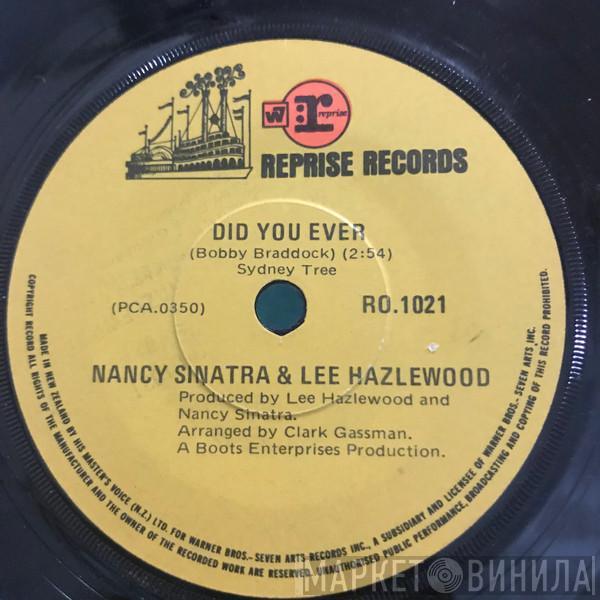 W7 r: reprise
REPRISE RECORDS
DID YOU EVER
(Bobby Braddock) (2:54)
Sydney Tree
(PCA.0350)
RO.1021
NANCY SINATRA & LEE HAZLEWOOD
Produced by Lee Hazlewood and
Nancy Sinatra.
Arranged by Clark Gassman.
A Boots Enterprises Production.
MADE IN NEW ZEALAND BY HIS MASTER'S VOICE (N.Z.) LTD. FOR WARNER BROS.- SEVEN ARTS RECORDS INC., A SUBSIDIARY AND LICENSEE OF WARNER BROS.- SEVEN ARTS INC.
COPYRIGHT RECORD ALL RIGHTS OF THE MANUFACTURER AND THE OWNER OF THE RECORDED WORK ARE RESERVED. UNAUTHORISED PUBLIC PERFORMANCE, BROADCASTING AND COPYING OF THIS RECORD PROHIBITED.
МАРКЕТ ВИНИЛА